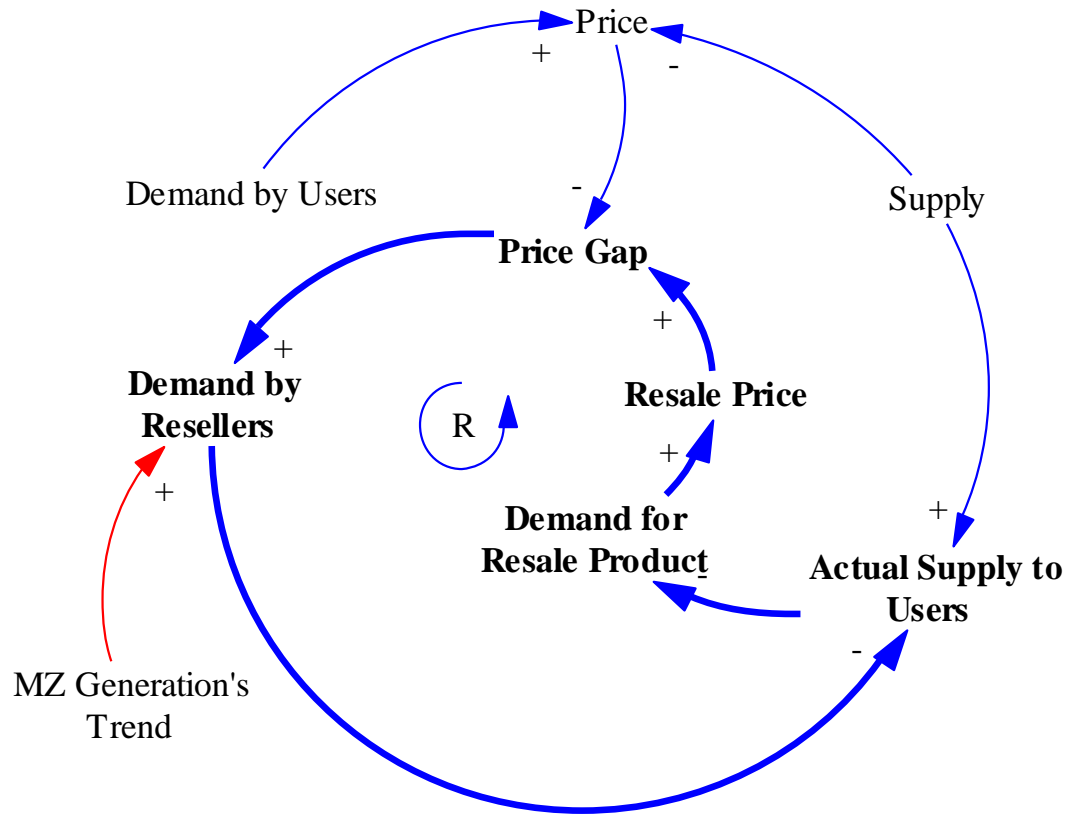 Price
+
-
Demand by Users
-
Supply
Price Gap
+
+
Demand by
Resellers
Resale Price
R
+
+
Demand for
Resale Product
-
+
Actual Supply to
Users
-
MZ Generation's
Trend